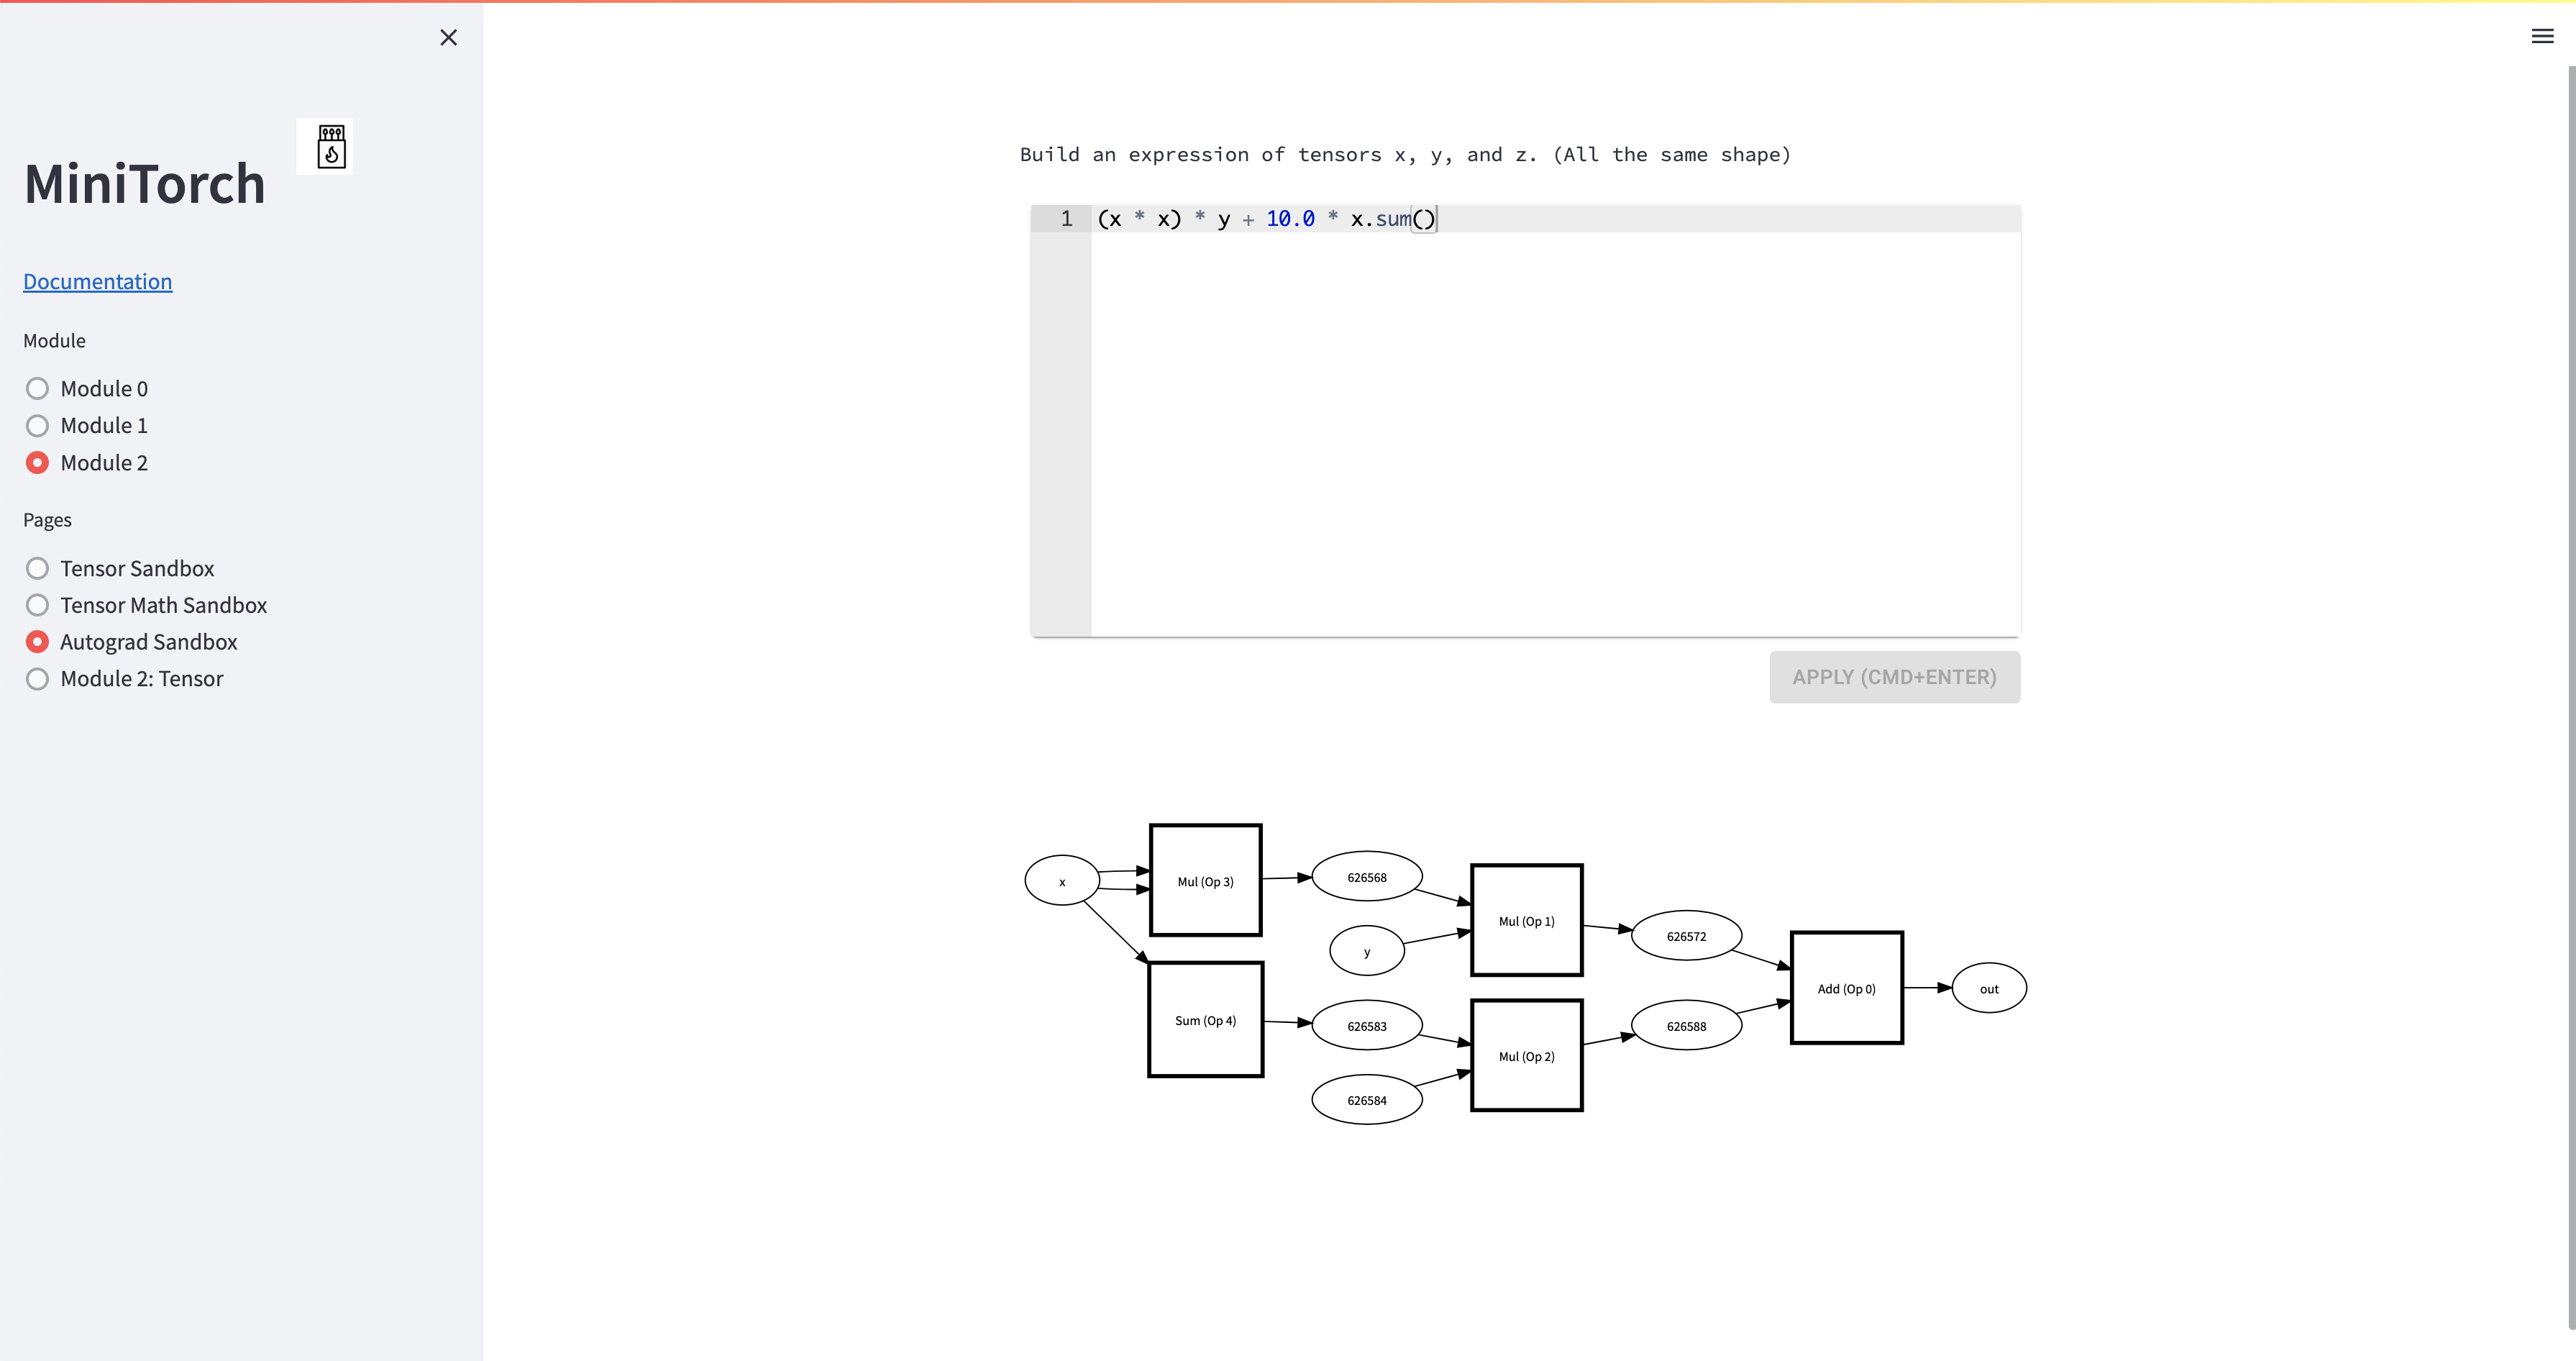 MiniTorch
Documentation
Module
Module 0
Module 1
Module 2
Pages
Tensor Sandbox
Tensor Math Sandbox
Autograd Sandbox
Module 2: Tensor
Build an expression of tensors x, y, and z. (All the same shape)
1 (x * x) * y + 10.0 * x.sum()
APPLY (CMD+ENTER)
x
Mul (Op 3)
626568
Mul (Op 1)
y
626572
Add (Op 0)
out
Sum (Op 4)
626583
Mul (Op 2)
626588
626584